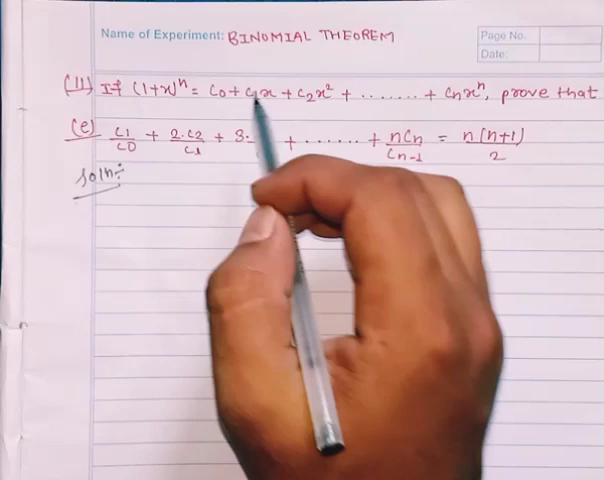 Name of Experiment: BINOMIAL THEOREM
Page No.
Date:
(11) If (1+x)^n = C0 + C1x + C2x² + ........ + Cnx^n, prove that
(e) C1/C0 + 2.C2/C1 + 3. + ...... + nCn/Cn-1 = n(n+1)/2
Soln: